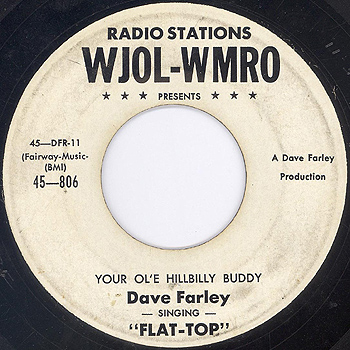 RADIO STATIONS
WJOL-WMRO
★ ★ ★ PRESENTS ★ ★ ★
45—DFR-11
(Fairway-Music-
(BMI)
45—806
A Dave Farley
Production
YOUR OL'E HILLBILLY BUDDY
Dave Farley
— SINGING —
"FLAT-TOP"